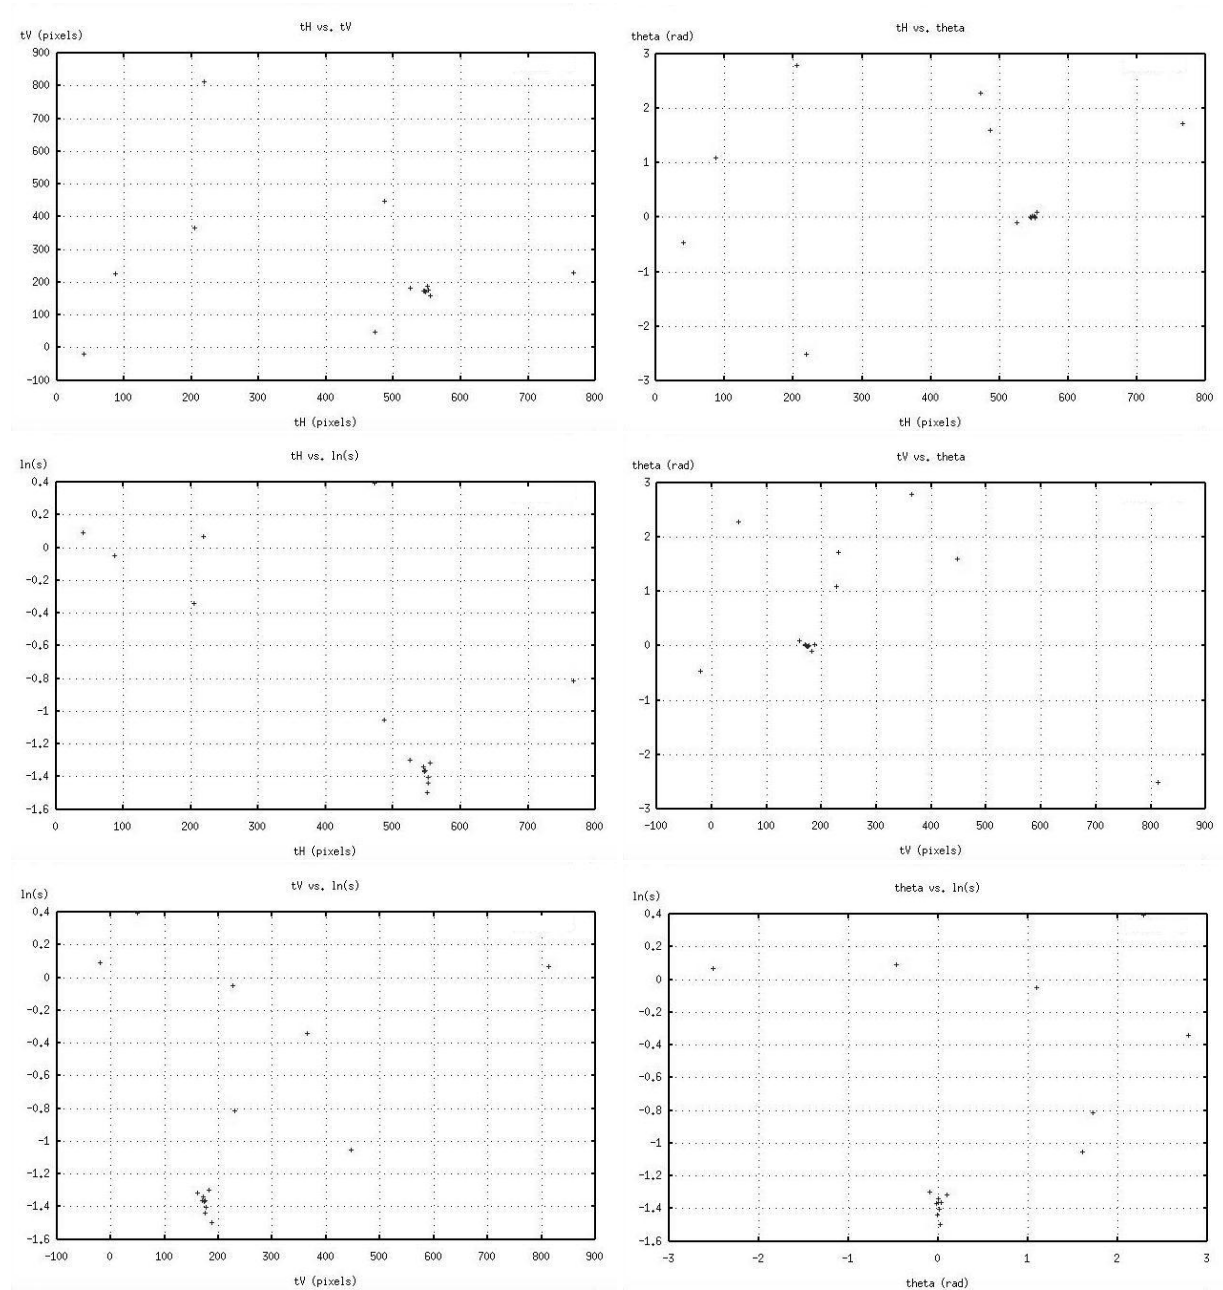 tH vs. tV
tV (pixels)
900
800
700
600
500
400
300
200
100
0
-100
0 100 200 300 400 500 600 700 800
tH (pixels)
tH vs. theta
theta (rad)
3
2
1
0
-1
-2
-3
0 100 200 300 400 500 600 700 800
tH (pixels)
tH vs. ln(s)
ln(s)
0.4
0.2
0
-0.2
-0.4
-0.6
-0.8
-1
-1.2
-1.4
-1.6
0 100 200 300 400 500 600 700 800
tH (pixels)
tV vs. theta
theta (rad)
3
2
1
0
-1
-2
-3
-100 0 100 200 300 400 500 600 700 800 900
tV (pixels)
tV vs. ln(s)
ln(s)
0.4
0.2
0
-0.2
-0.4
-0.6
-0.8
-1
-1.2
-1.4
-1.6
-100 0 100 200 300 400 500 600 700 800 900
tV (pixels)
theta vs. ln(s)
ln(s)
0.4
0.2
0
-0.2
-0.4
-0.6
-0.8
-1
-1.2
-1.4
-1.6
-3 -2 -1 0 1 2 3
theta (rad)